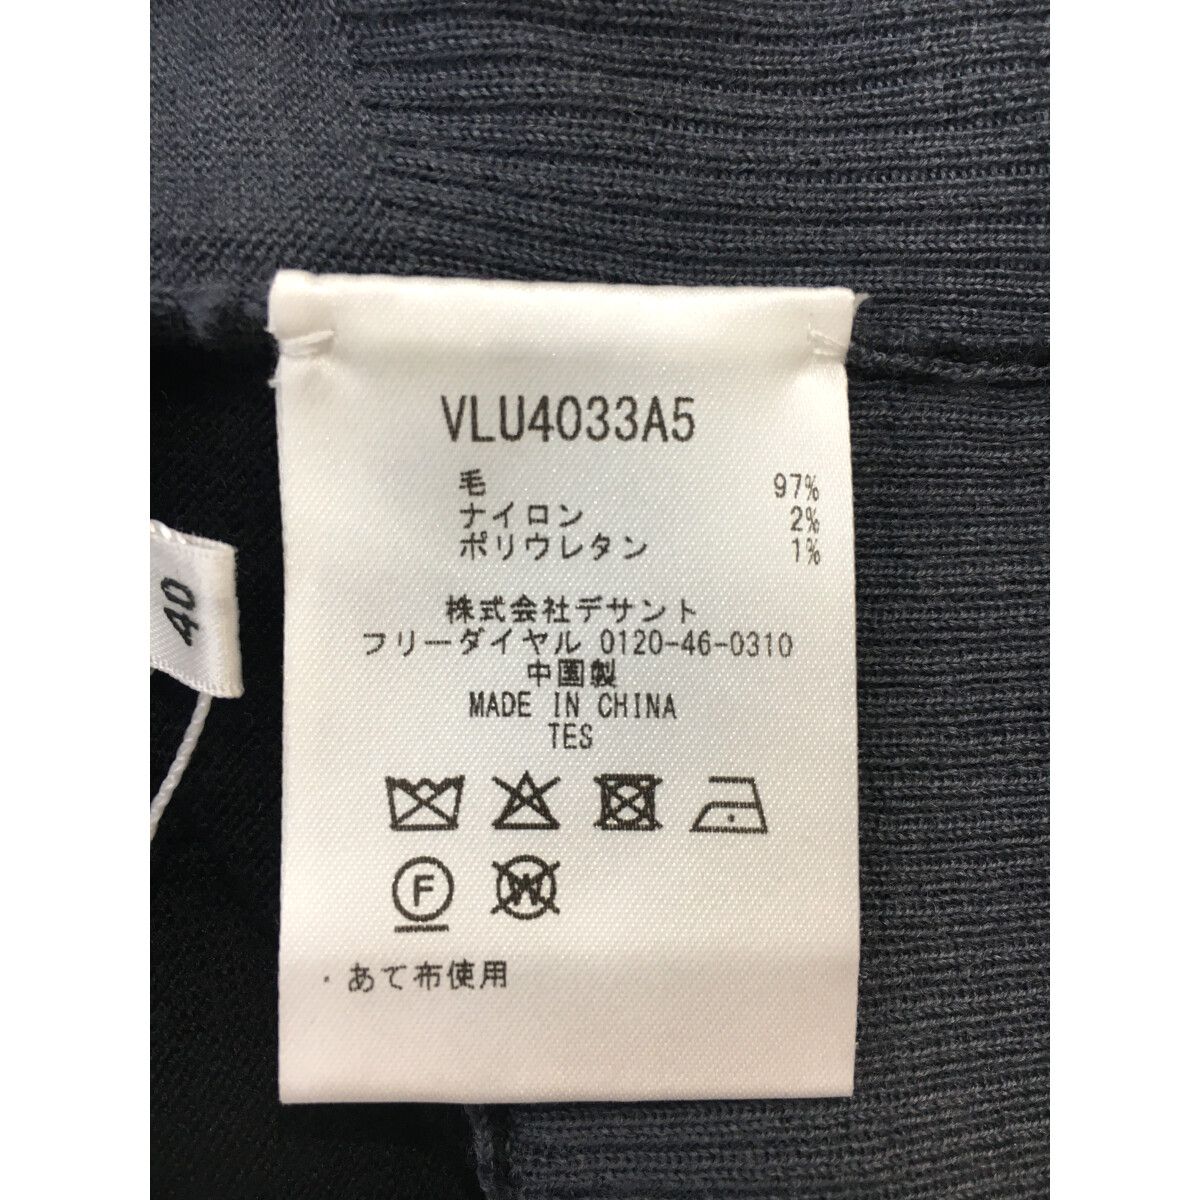 VLU4033A5
毛 97%
ナイロン 2%
ポリウレタン 1%
株式会社デサント
フリーダイヤル 0120-46-0310
中国製
MADE IN CHINA
TES
F
W
・あて布使用
40